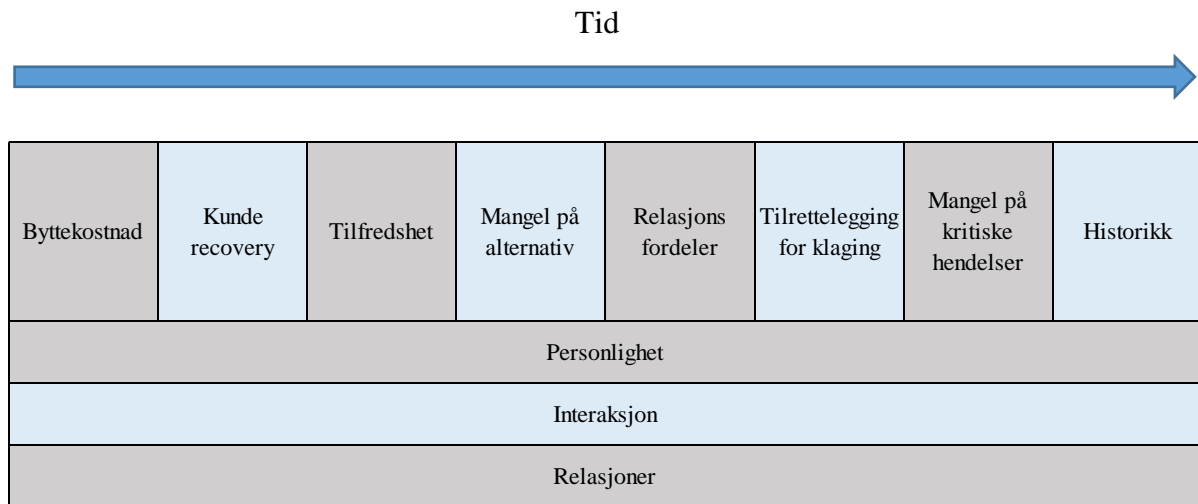 Tid
Byttekostnad
Kunde
recovery
Tilfredshet
Mangel på
alternativ
Relasjons
fordeler
Tilrettelegging
for klaging
Mangel på
kritiske
hendelser
Historikk
Personlighet
Interaksjon
Relasjoner